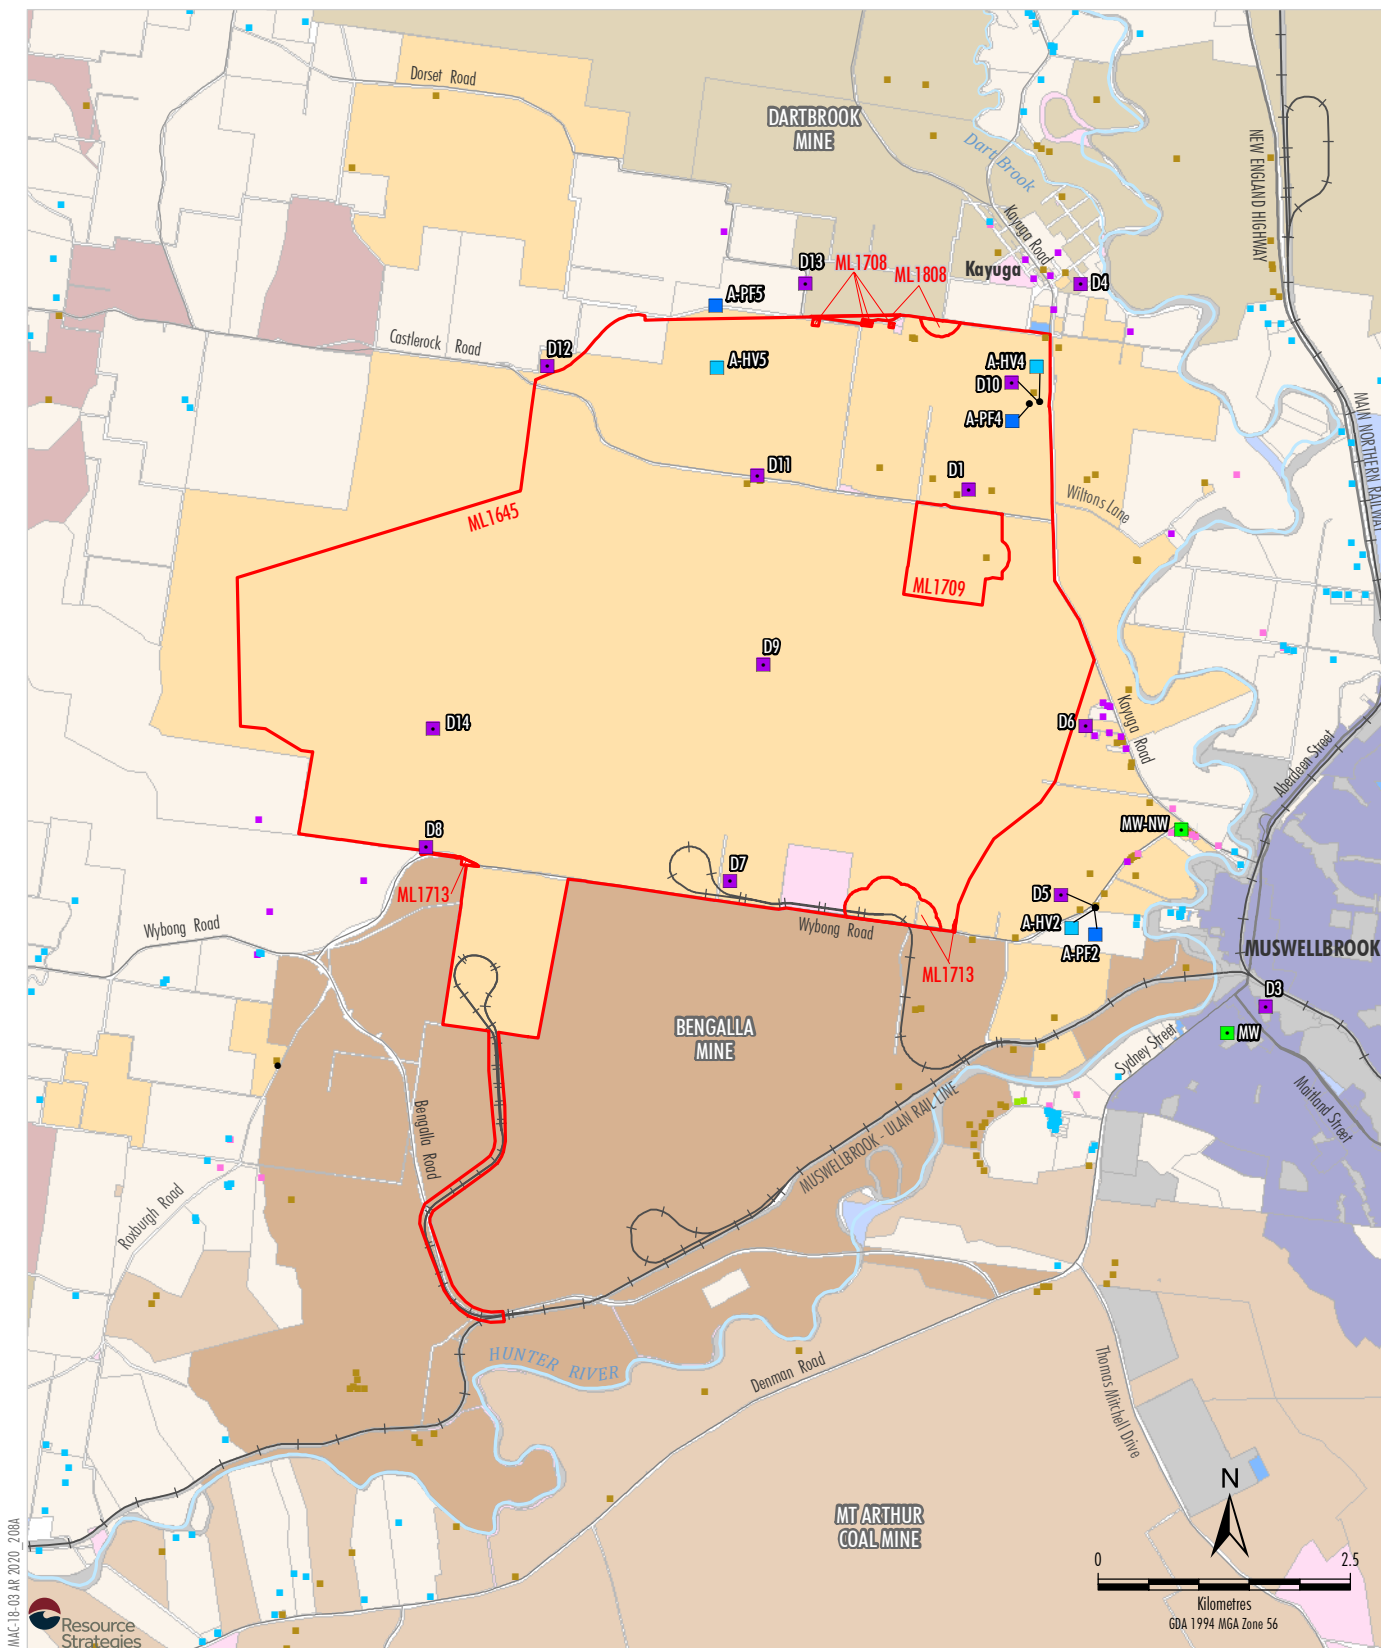 Dorset Road
DARTBROOK
MINE
Dart Brook
NEW ENGLAND HIGHWAY
Kayuga Road
Kayuga
D13
ML1708
ML1808
D4
A-PF5
Castlerock Road
D12
A-HV5
A-HV4
D10
A-PF4
MAIN NORTHERN RAILWAY
D11
D1
Wiltons Lane
ML1645
ML1709
D9
D14
D6
Kayuga Road
Aberdeen Street
MW-NW
D8
D7
ML1713
D5
A-HV2
A-PF2
Wybong Road
Wybong Road
MUSWELLBROOK
ML1713
D3
BENGALLA
MINE
MW
Sydney Street
Maitland Street
Bengalla Road
MUSWELLBROOK - ULAN RAIL LINE
Roxburgh Road
HUNTER RIVER
Denman Road
Thomas Mitchell Drive
N
MT ARTHUR
COAL MINE
0 2.5
Kilometres
GDA 1994 MGA Zone 56
MAC-18-03 AR 2020_208A
Resource
Strategies